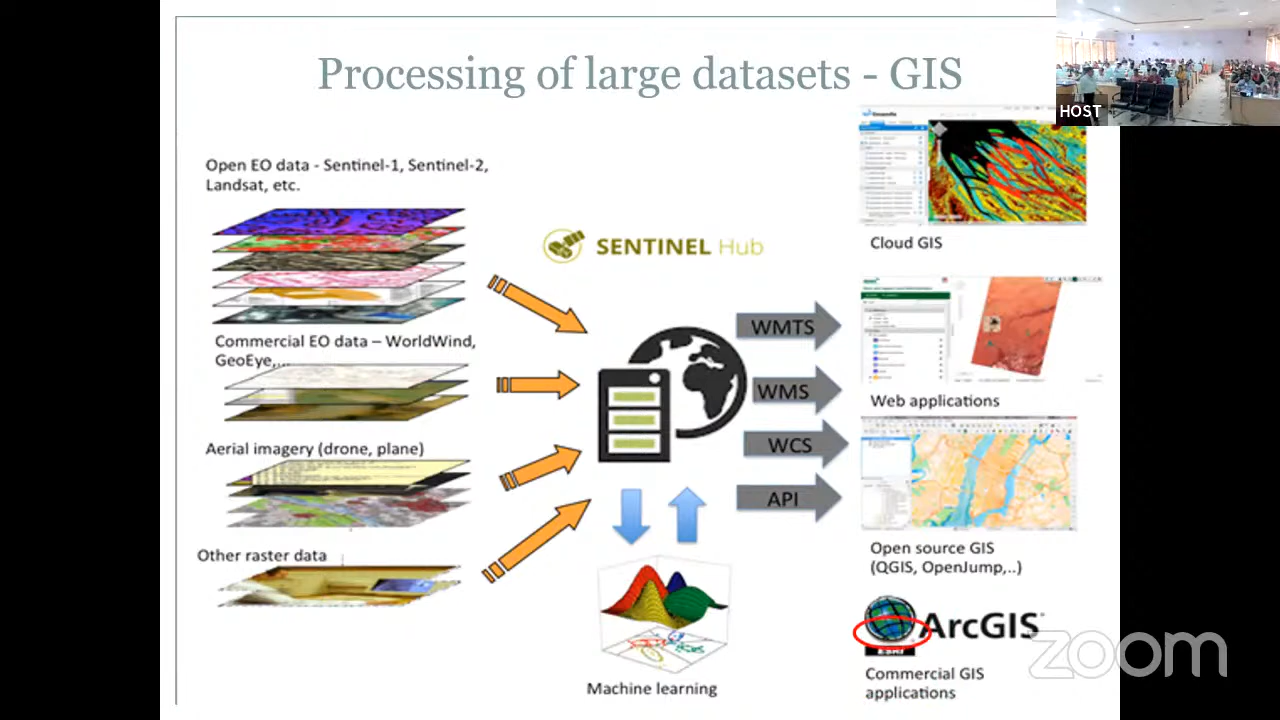 Processing of large datasets - GIS
HOST
Open EO data - Sentinel-1, Sentinel-2,
Landsat, etc.
SENTINEL Hub
Cloud GIS
Commercial EO data – WorldWind,
GeoEye,...
WMTS
WMS
WCS
API
Web applications
Aerial imagery (drone, plane)
Other raster data
Open source GIS
(QGIS, OpenJump,..)
ArcGIS
esri
Commercial GIS
applications
Machine learning
zoom